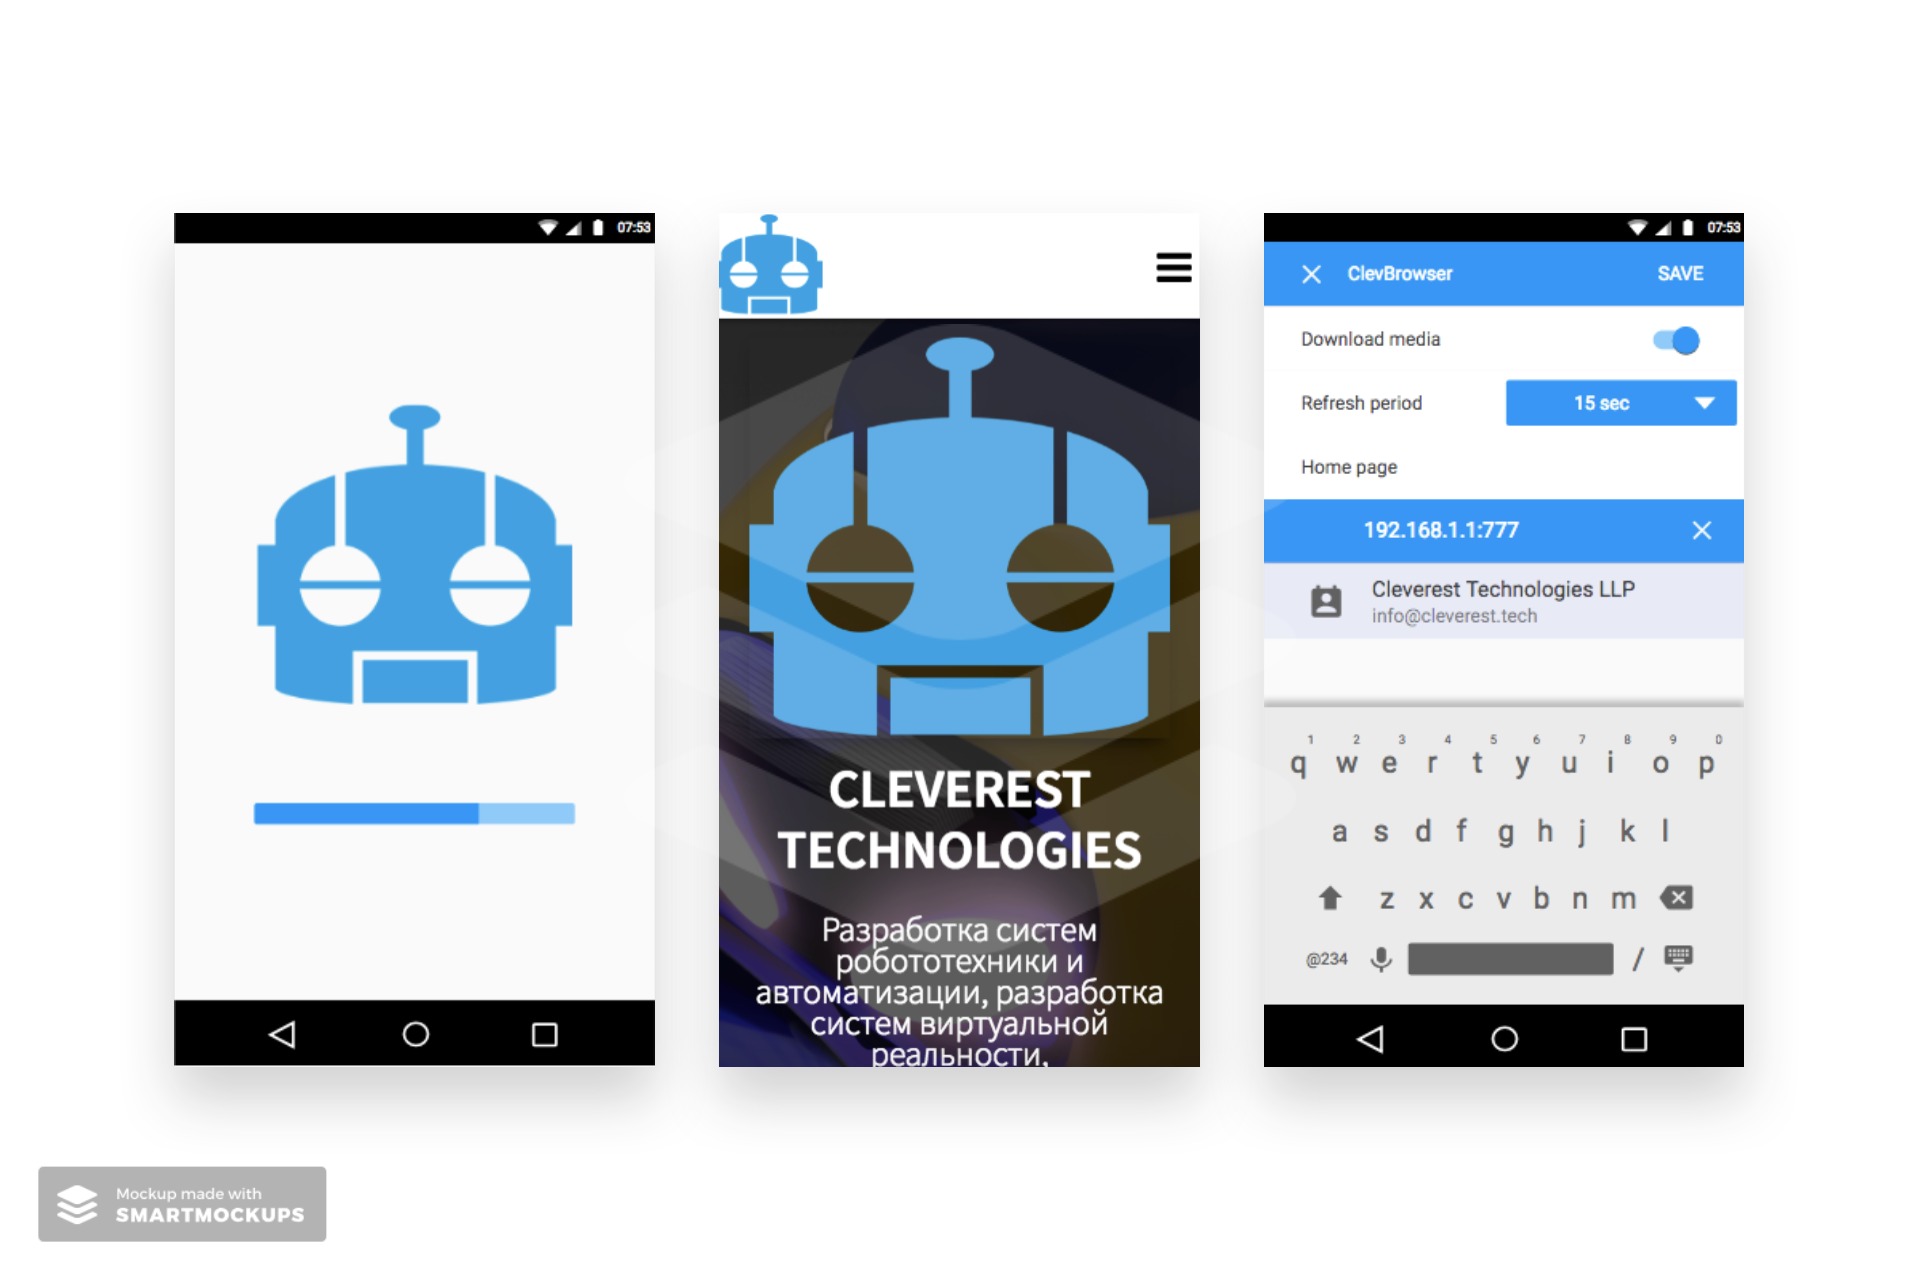 07:53
CLEVEREST
TECHNOLOGIES
Разработка систем
робототехники и
автоматизации, разработка
систем виртуальной
реальности,
07:53
ClevBrowser SAVE
Download media
Refresh period 15 sec
Home page
192.168.1.1:777
Cleverest Technologies LLP
info@cleverest.tech
1 2 3 4 5 6 7 8 9 0
q w e r t y u i o p
a s d f g h j k l
z x c v b n m
@234 /
Mockup made with
SMARTMOCKUPS